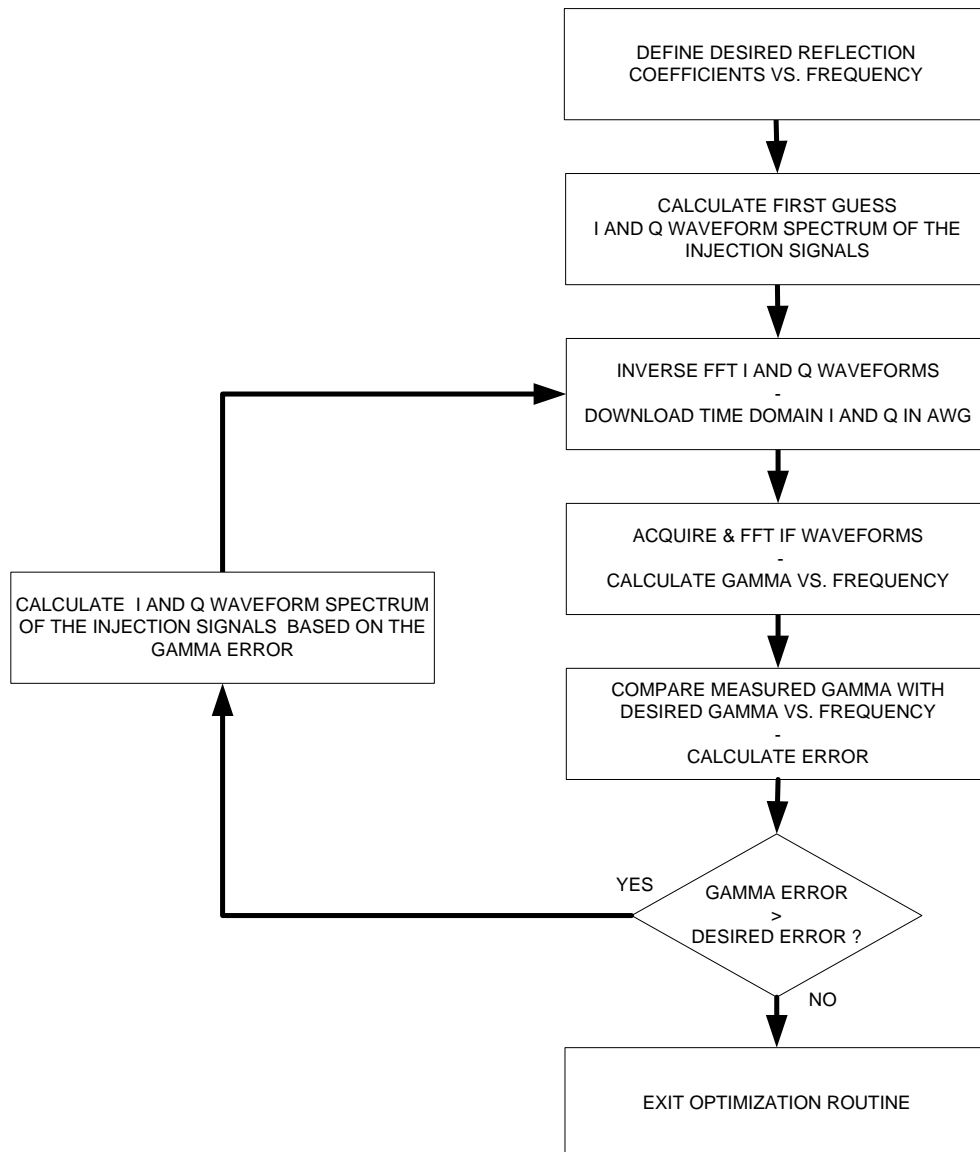 DEFINE DESIRED REFLECTION
COEFFICIENTS VS. FREQUENCY
CALCULATE FIRST GUESS
I AND Q WAVEFORM SPECTRUM OF THE
INJECTION SIGNALS
INVERSE FFT I AND Q WAVEFORMS
-
DOWNLOAD TIME DOMAIN I AND Q IN AWG
ACQUIRE & FFT IF WAVEFORMS
-
CALCULATE GAMMA VS. FREQUENCY
CALCULATE I AND Q WAVEFORM SPECTRUM
OF THE INJECTION SIGNALS BASED ON THE
GAMMA ERROR
COMPARE MEASURED GAMMA WITH
DESIRED GAMMA VS. FREQUENCY
-
CALCULATE ERROR
YES
GAMMA ERROR
>
DESIRED ERROR ?
NO
EXIT OPTIMIZATION ROUTINE